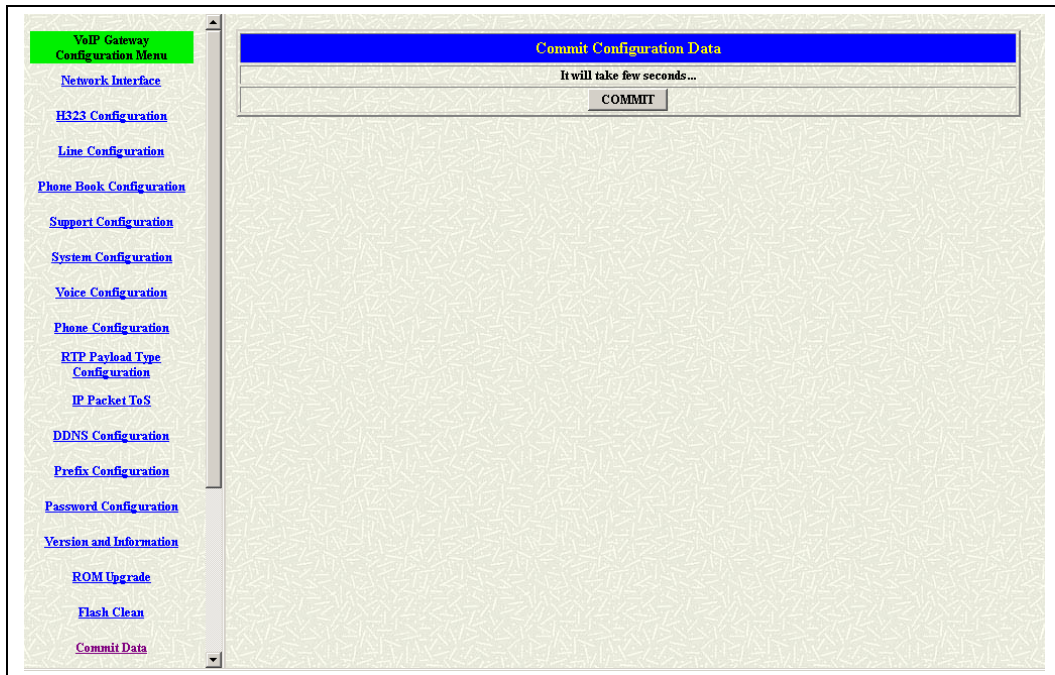 VoIP Gateway
Configuration Menu
Network Interface
H323 Configuration
Line Configuration
Phone Book Configuration
Support Configuration
System Configuration
Voice Configuration
Phone Configuration
RTP Payload Type
Configuration
IP Packet ToS
DDNS Configuration
Prefix Configuration
Password Configuration
Version and Information
ROM Upgrade
Flash Clean
Commit Data
Commit Configuration Data
It will take few seconds...
COMMIT